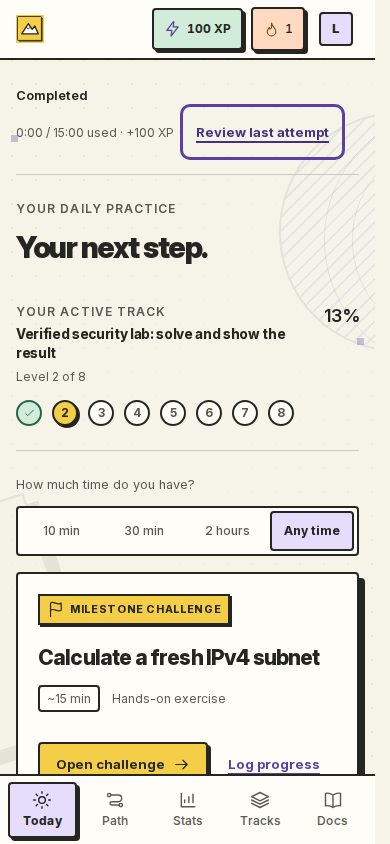 100 XP
1
L
Completed
0:00 / 15:00 used · +100 XP
Review last attempt
YOUR DAILY PRACTICE
Your next step.
YOUR ACTIVE TRACK
13%
Verified security lab: solve and show the
result
Level 2 of 8
2 3 4 5 6 7 8
How much time do you have?
10 min 30 min 2 hours Any time
MILESTONE CHALLENGE
Calculate a fresh IPv4 subnet
~15 min Hands-on exercise
Open challenge Log progress
Today Path Stats Tracks Docs